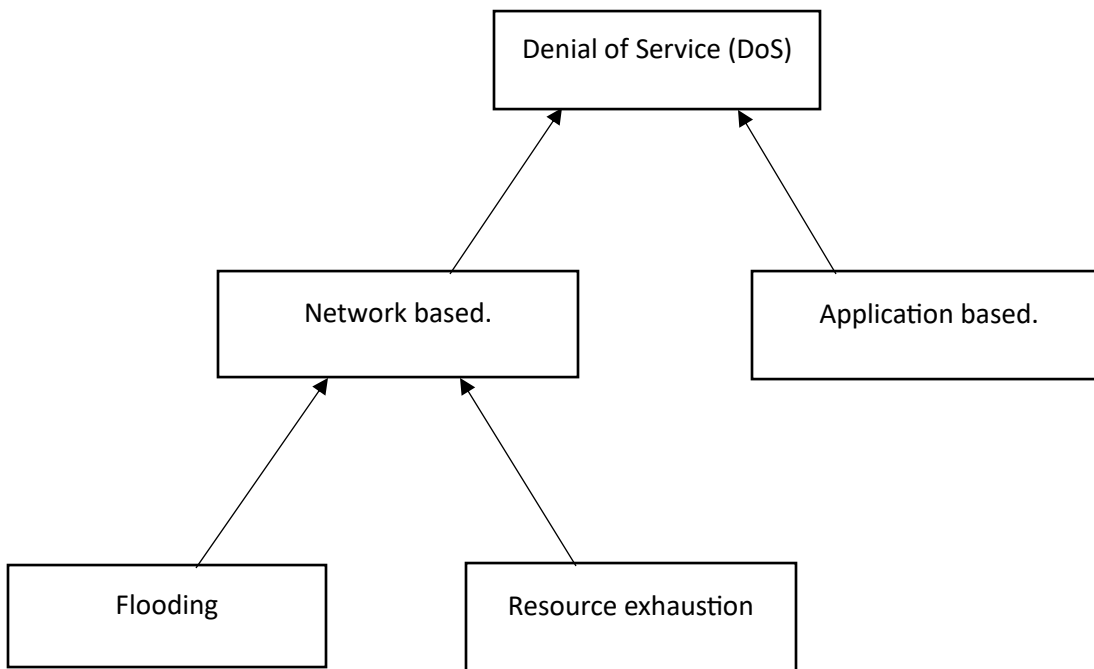 Denial of Service (DoS)
Network based.
Application based.
Flooding
Resource exhaustion